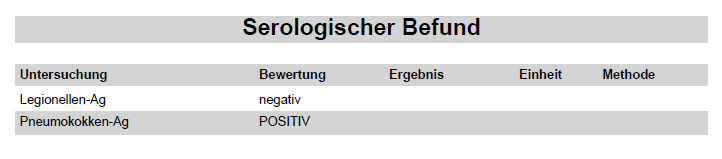 Serologischer Befund
Untersuchung Bewertung Ergebnis Einheit Methode
Legionellen-Ag negativ
Pneumokokken-Ag POSITIV